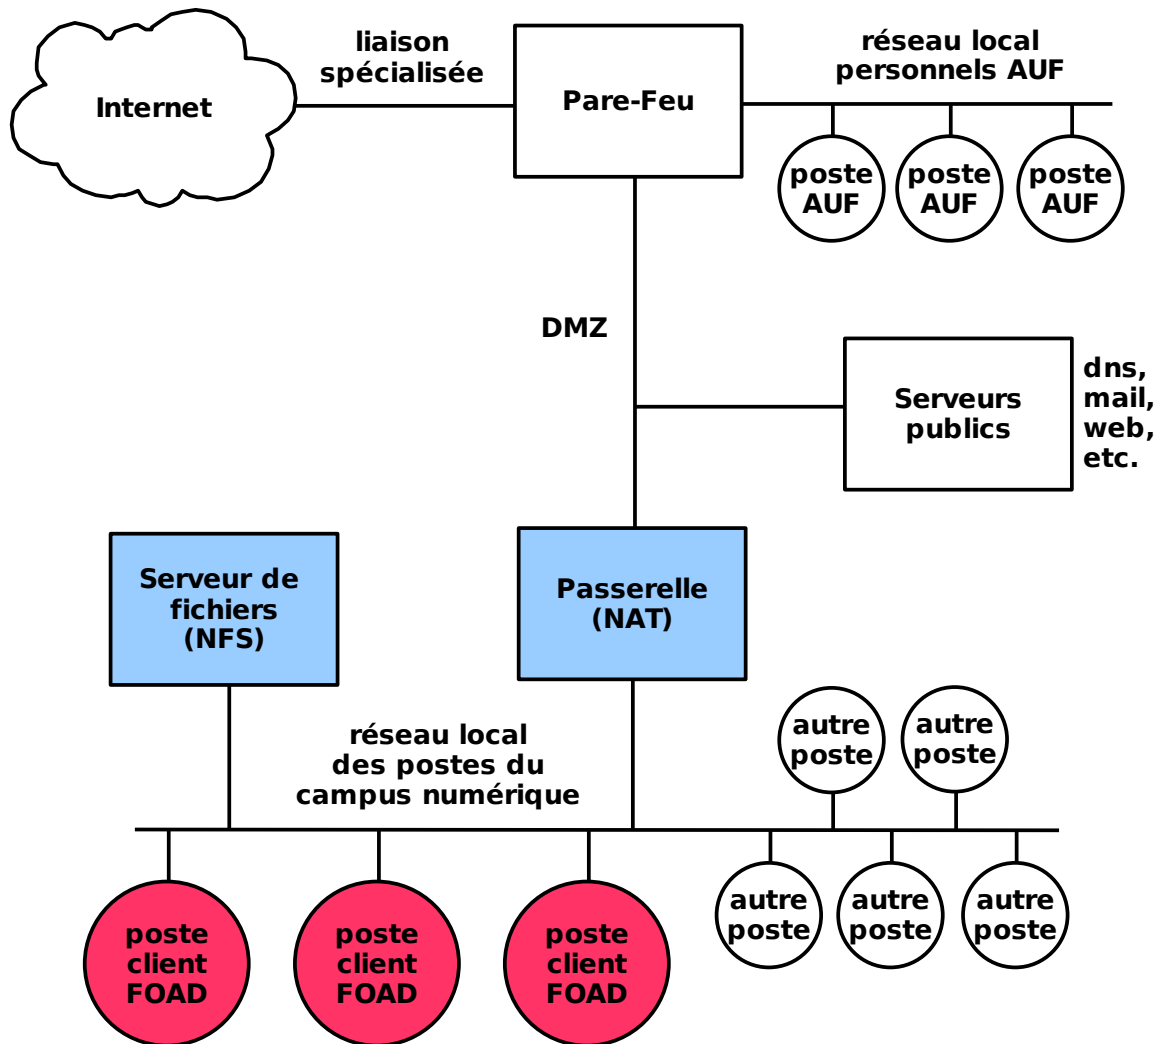 Internet
liaison
spécialisée
Pare-Feu
réseau local
personnels AUF
poste
AUF
poste
AUF
poste
AUF
DMZ
Serveurs
publics
dns,
mail,
web,
etc.
Serveur de
fichiers
(NFS)
Passerelle
(NAT)
réseau local
des postes du
campus numérique
autre
poste
autre
poste
poste
client
FOAD
poste
client
FOAD
poste
client
FOAD
autre
poste
autre
poste
autre
poste